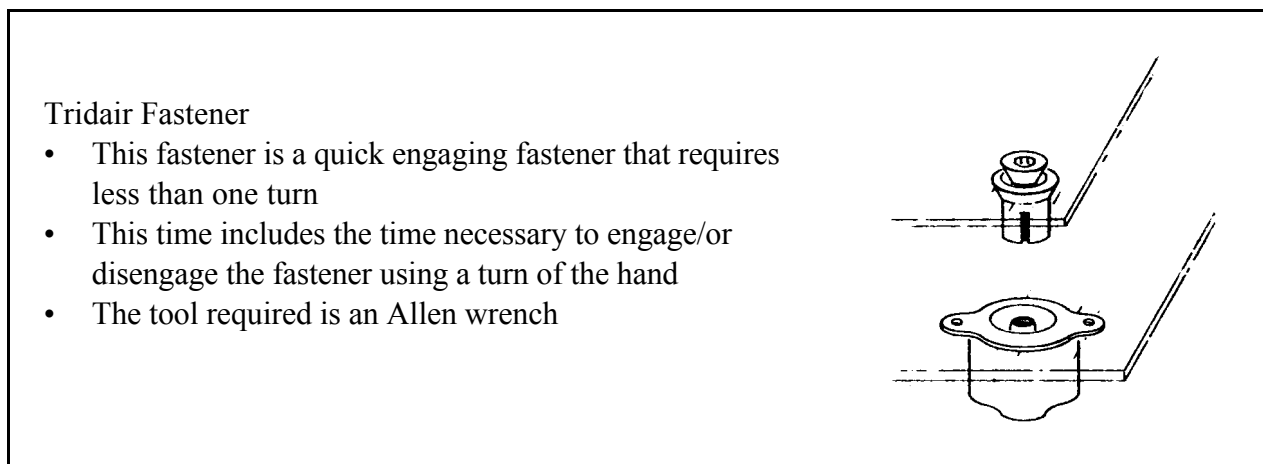 Tridair Fastener
• This fastener is a quick engaging fastener that requires
less than one turn
• This time includes the time necessary to engage/or
disengage the fastener using a turn of the hand
• The tool required is an Allen wrench